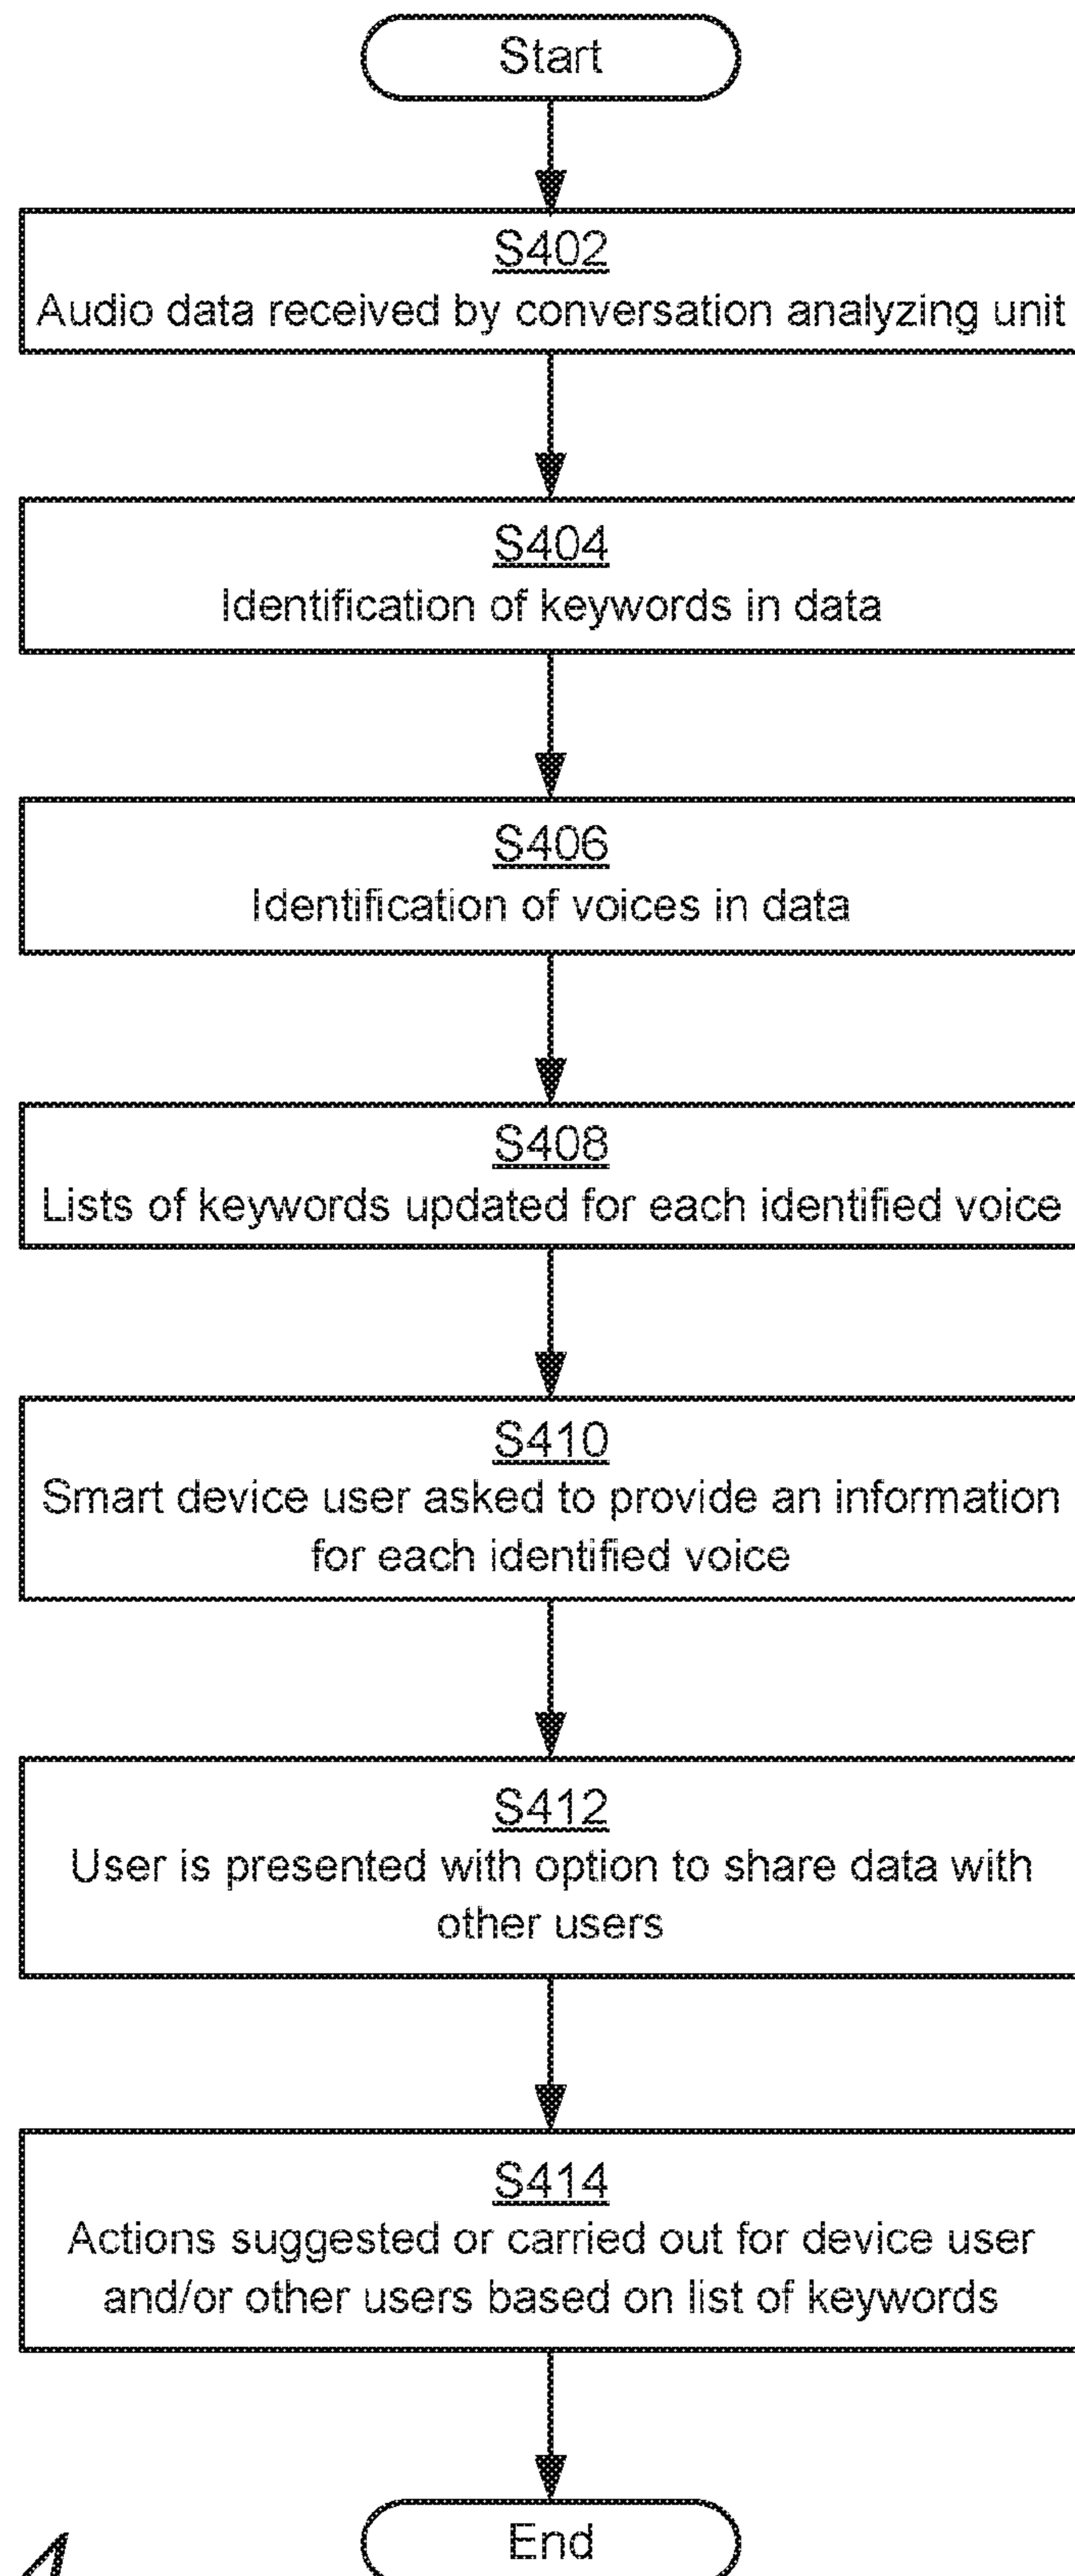 Start
S402
Audio data received by conversation analyzing unit
S404
Identification of keywords in data
S406
Identification of voices in data
S408
Lists of keywords updated for each identified voice
S410
Smart device user asked to provide an information
for each identified voice
S412
User is presented with option to share data with
other users
S414
Actions suggested or carried out for device user
and/or other users based on list of keywords
End